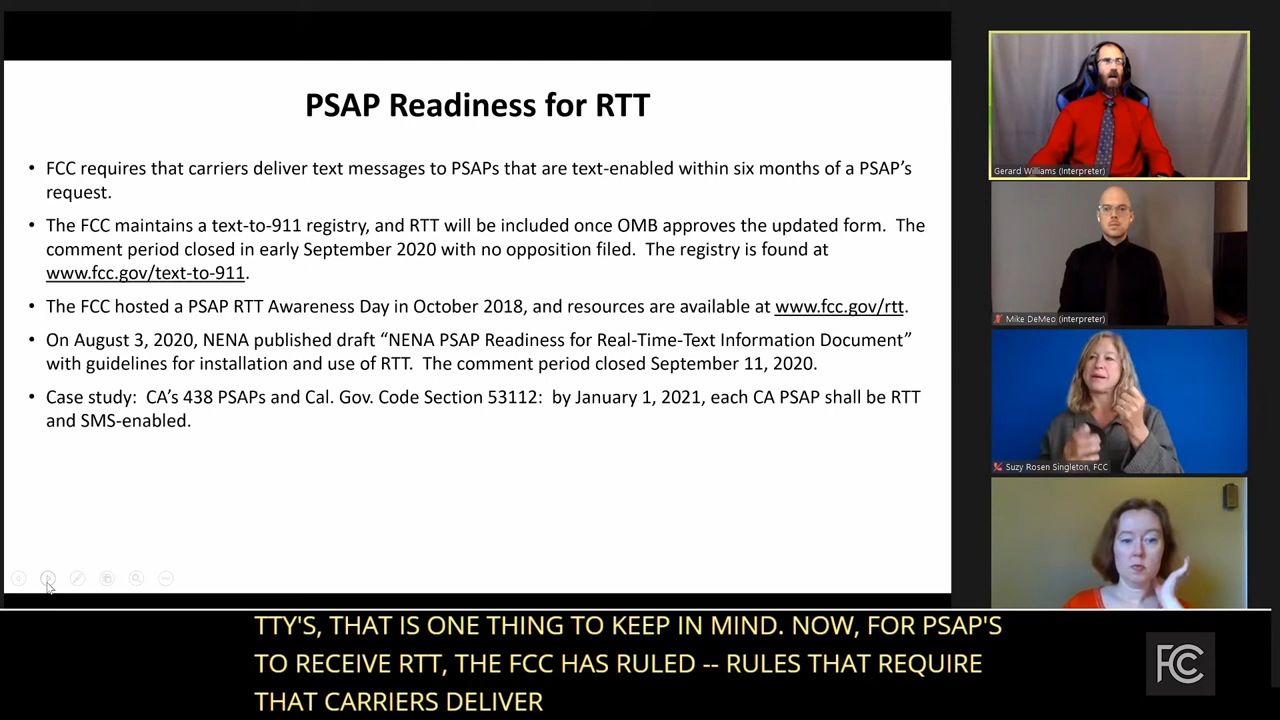 PSAP Readiness for RTT
• FCC requires that carriers deliver text messages to PSAPs that are text-enabled within six months of a PSAP’s
request.
• The FCC maintains a text-to-911 registry, and RTT will be included once OMB approves the updated form. The
comment period closed in early September 2020 with no opposition filed. The registry is found at
www.fcc.gov/text-to-911.
• The FCC hosted a PSAP RTT Awareness Day in October 2018, and resources are available at www.fcc.gov/rtt.
• On August 3, 2020, NENA published draft “NENA PSAP Readiness for Real-Time-Text Information Document”
with guidelines for installation and use of RTT. The comment period closed September 11, 2020.
• Case study: CA’s 438 PSAPs and Cal. Gov. Code Section 53112: by January 1, 2021, each CA PSAP shall be RTT
and SMS-enabled.
Gerard Williams (Interpreter)
Mike DeMeo (interpreter)
Suzy Rosen Singleton, FCC
TTY'S, THAT IS ONE THING TO KEEP IN MIND. NOW, FOR PSAP'S
TO RECEIVE RTT, THE FCC HAS RULED -- RULES THAT REQUIRE
THAT CARRIERS DELIVER
FCC